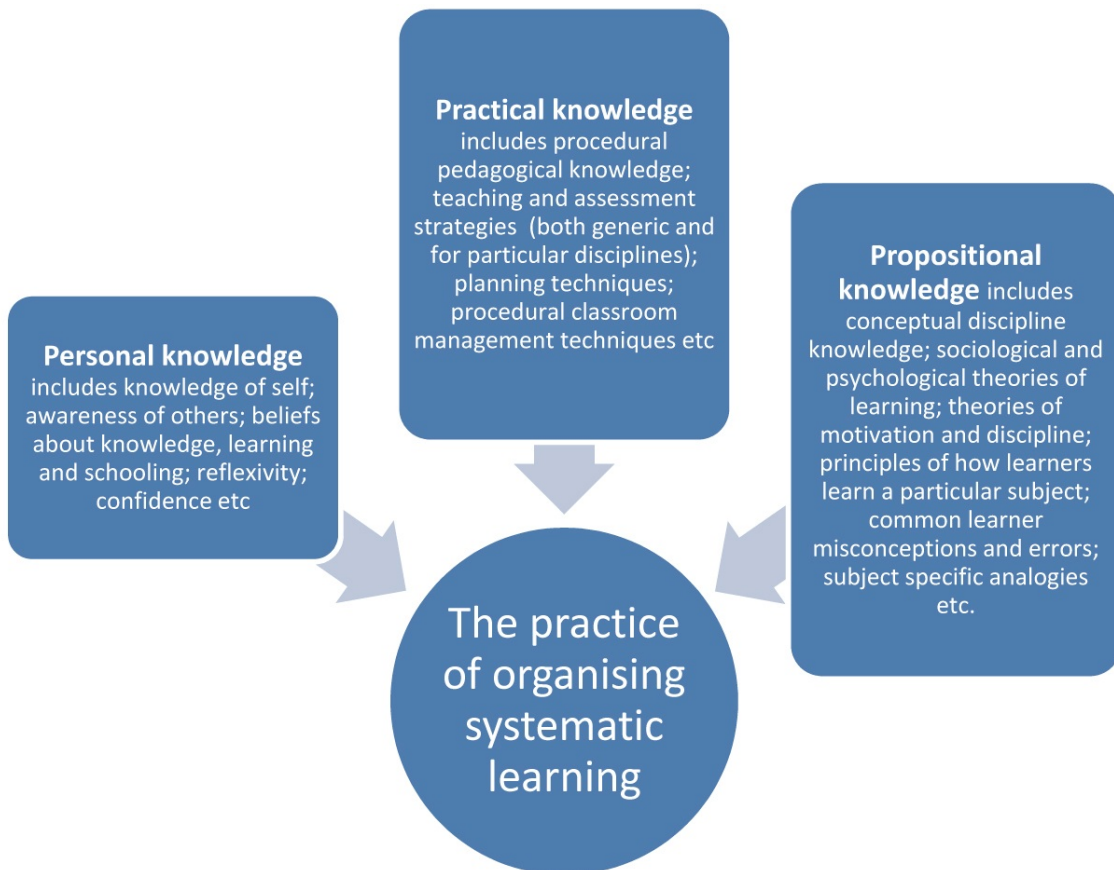 Practical knowledge
includes procedural
pedagogical knowledge;
teaching and assessment
strategies (both generic and
for particular disciplines);
planning techniques;
procedural classroom
management techniques etc
Personal knowledge
includes knowledge of self;
awareness of others; beliefs
about knowledge, learning
and schooling; reflexivity;
confidence etc
Propositional
knowledge includes
conceptual discipline
knowledge; sociological and
psychological theories of
learning; theories of
motivation and discipline;
principles of how learners
learn a particular subject;
common learner
misconceptions and errors;
subject specific analogies
etc.
The practice
of organising
systematic
learning